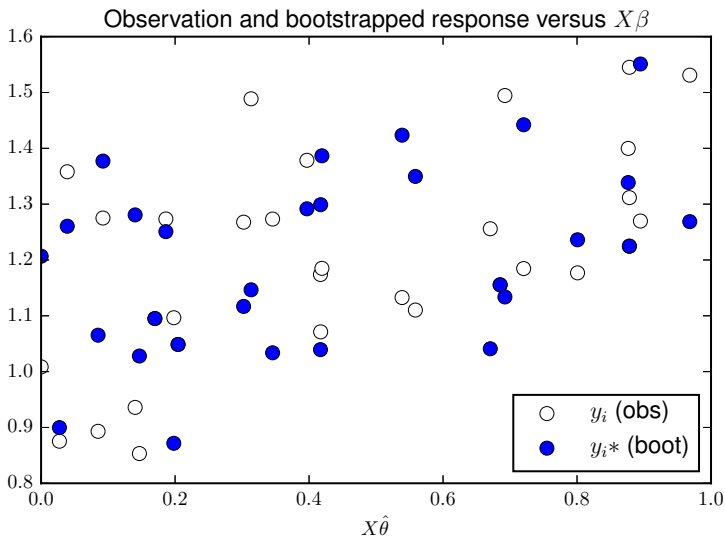 Observation and bootstrapped response versus Xβ
1.6
1.5
1.4
1.3
1.2
1.1
1.0
0.9
0.8
0.0 0.2 0.4 0.6 0.8 1.0
Xθ̂
y_i (obs)
y_i* (boot)